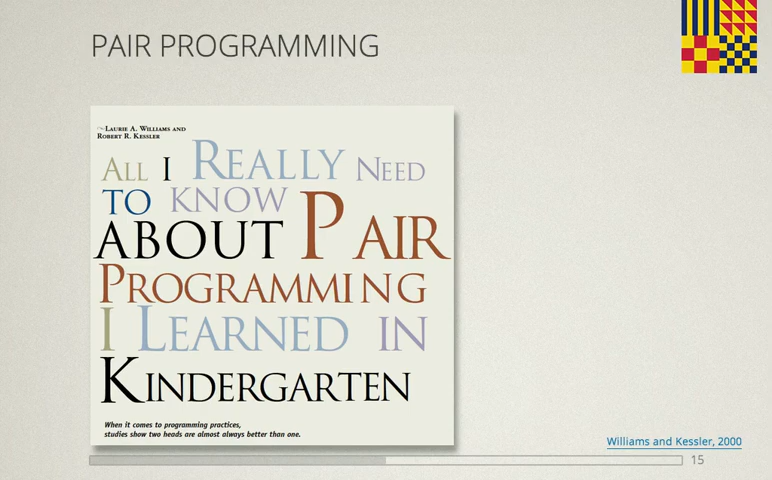 PAIR PROGRAMMING
~LAURIE A. WILLIAMS AND
ROBERT R. KESSLER
ALL I REALLY NEED
TO KNOW
ABOUT PAIR
PROGRAMMING
I LEARNED IN
KINDERGARTEN
When it comes to programming practices,
studies show two heads are almost always better than one.
Williams and Kessler, 2000
15